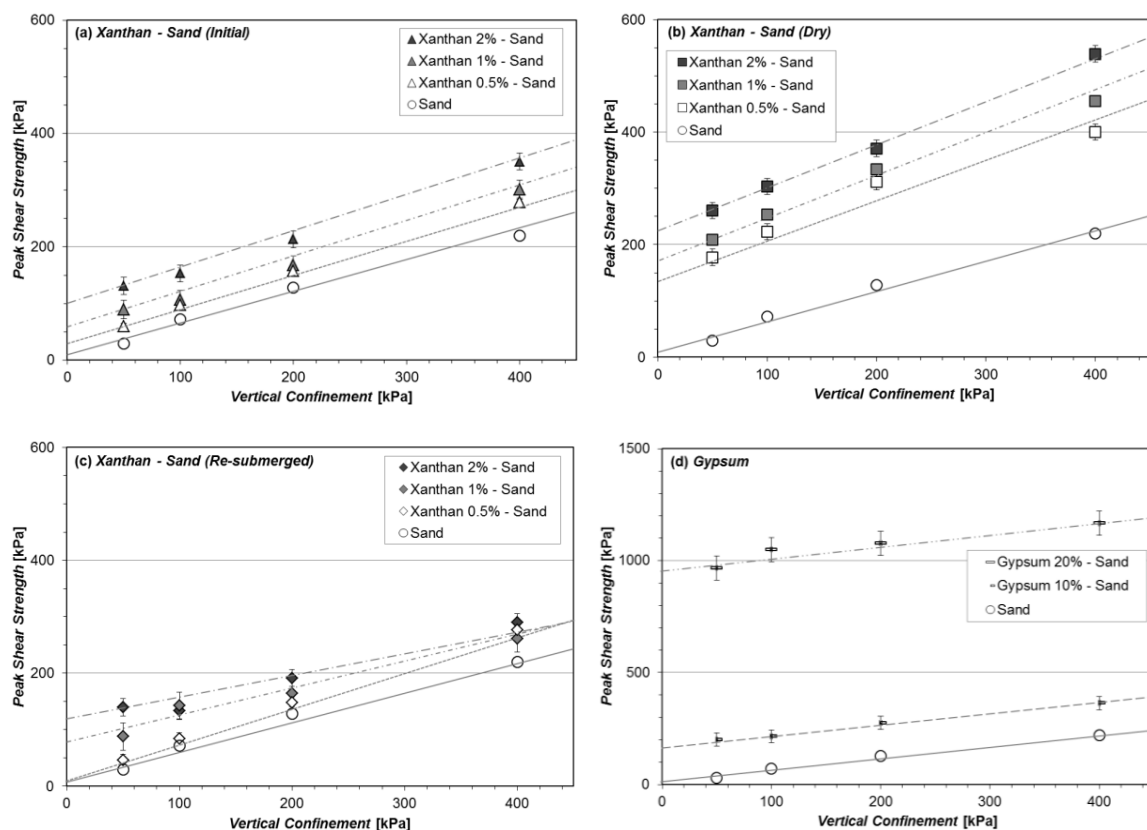 (a) Xanthan - Sand (Initial)
Xanthan 2% - Sand
Xanthan 1% - Sand
Xanthan 0.5% - Sand
Sand
Peak Shear Strength [kPa]
600
400
200
0
0 100 200 300 400
Vertical Confinement [kPa]
(b) Xanthan - Sand (Dry)
Xanthan 2% - Sand
Xanthan 1% - Sand
Xanthan 0.5% - Sand
Sand
Peak Shear Strength [kPa]
600
400
200
0
0 100 200 300 400
Vertical Confinement [kPa]
(c) Xanthan - Sand (Re-submerged)
Xanthan 2% - Sand
Xanthan 1% - Sand
Xanthan 0.5% - Sand
Sand
Peak Shear Strength [kPa]
600
400
200
0
0 100 200 300 400
Vertical Confinement [kPa]
(d) Gypsum
Gypsum 20% - Sand
Gypsum 10% - Sand
Sand
Peak Shear Strength [kPa]
1500
1000
500
0
0 100 200 300 400
Vertical Confinement [kPa]